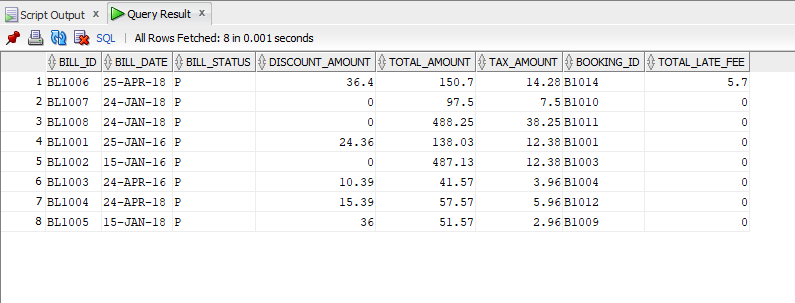 Script Output x Query Result x
SQL | All Rows Fetched: 8 in 0.001 seconds
BILL_ID BILL_DATE BILL_STATUS DISCOUNT_AMOUNT TOTAL_AMOUNT TAX_AMOUNT BOOKING_ID TOTAL_LATE_FEE
1 BL1006 25-APR-18 P 36.4 150.7 14.28 B1014 5.7
2 BL1007 24-JAN-18 P 0 97.5 7.5 B1010 0
3 BL1008 24-JAN-18 P 0 488.25 38.25 B1011 0
4 BL1001 25-JAN-16 P 24.36 138.03 12.38 B1001 0
5 BL1002 15-JAN-16 P 0 487.13 12.38 B1003 0
6 BL1003 24-APR-16 P 10.39 41.57 3.96 B1004 0
7 BL1004 24-APR-18 P 15.39 57.57 5.96 B1012 0
8 BL1005 15-JAN-18 P 36 51.57 2.96 B1009 0